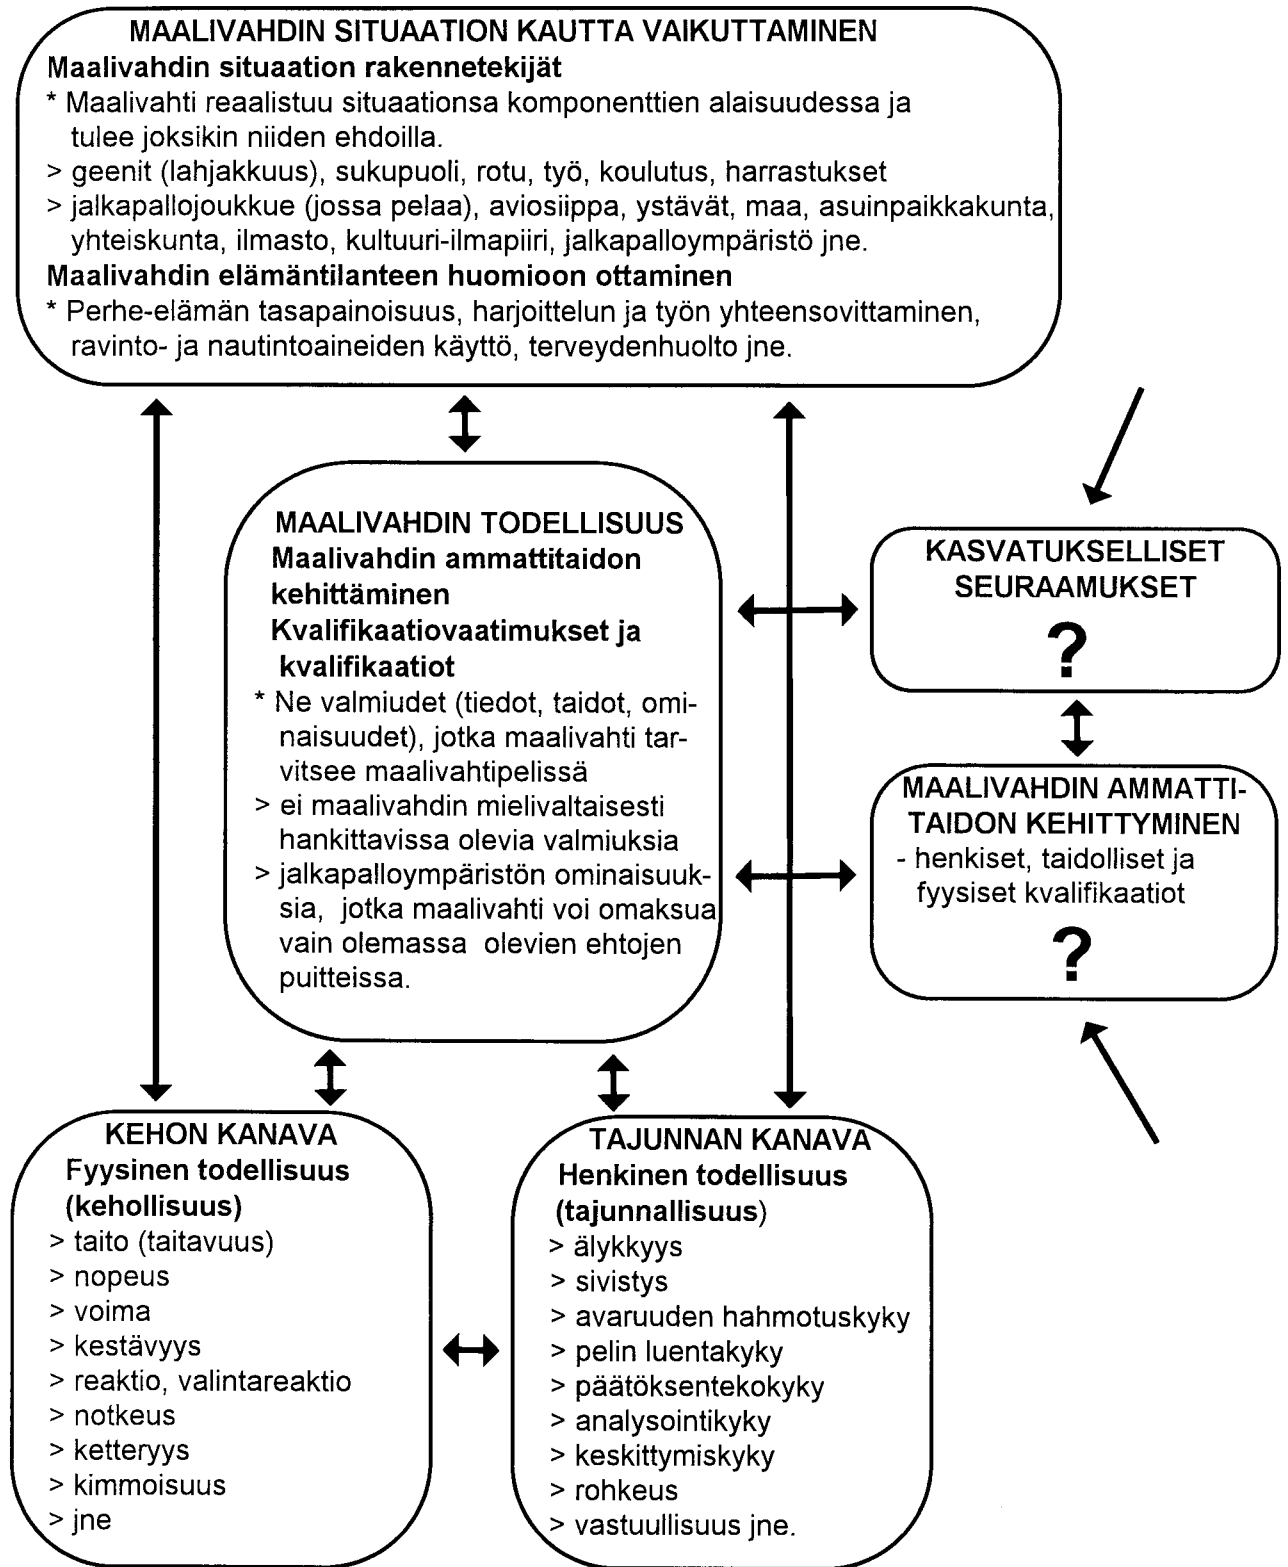 MAALIVAHDIN SITUAATION KAUTTA VAIKUTTAMINEN
Maalivahdin situaation rakennetekijät
* Maalivahti reaalistuu situaationsa komponenttien alaisuudessa ja
tulee joksikin niiden ehdoilla.
> geenit (lahjakkuus), sukupuoli, rotu, työ, koulutus, harrastukset
> jalkapallojoukkue (jossa pelaa), aviosiippa, ystävät, maa, asuinpaikkakunta,
yhteiskunta, ilmasto, kulttuuri-ilmapiiri, jalkapalloympäristö jne.
Maalivahdin elämäntilanteen huomioon ottaminen
* Perhe-elämän tasapainoisuus, harjoittelun ja työn yhteensovittaminen,
ravinto- ja nautintoaineiden käyttö, terveydenhuolto jne.
MAALIVAHDIN TODELLISUUS
Maalivahdin ammattitaidon
kehittäminen
Kvalifikaatiovaatimukset ja
kvalifikaatiot
* Ne valmiudet (tiedot, taidot, omi-
naisuudet), jotka maalivahti tar-
vitsee maalivahtipelissä
> ei maalivahdin mielivaltaisesti
hankittavissa olevia valmiuksia
> jalkapalloympäristön ominaisuuk-
sia, jotka maalivahti voi omaksua
vain olemassa olevien ehtojen
puitteissa.
KASVATUKSELLISET
SEURAAMUKSET
?
MAALIVAHDIN AMMATTI-
TAIDON KEHITTYMINEN
- henkiset, taidolliset ja
fyysiset kvalifikaatiot
?
KEHON KANAVA
Fyysinen todellisuus
(kehollisuus)
> taito (taitavuus)
> nopeus
> voima
> kestävyys
> reaktio, valintareaktio
> notkeus
> ketteryys
> kimmoisuus
> jne
TAJUNNAN KANAVA
Henkinen todellisuus
(tajunnallisuus)
> älykkyys
> sivistys
> avaruuden hahmotuskyky
> pelin luentakyky
> päätöksentekokyky
> analysointikyky
> keskittymiskyky
> rohkeus
> vastuullisuus jne.